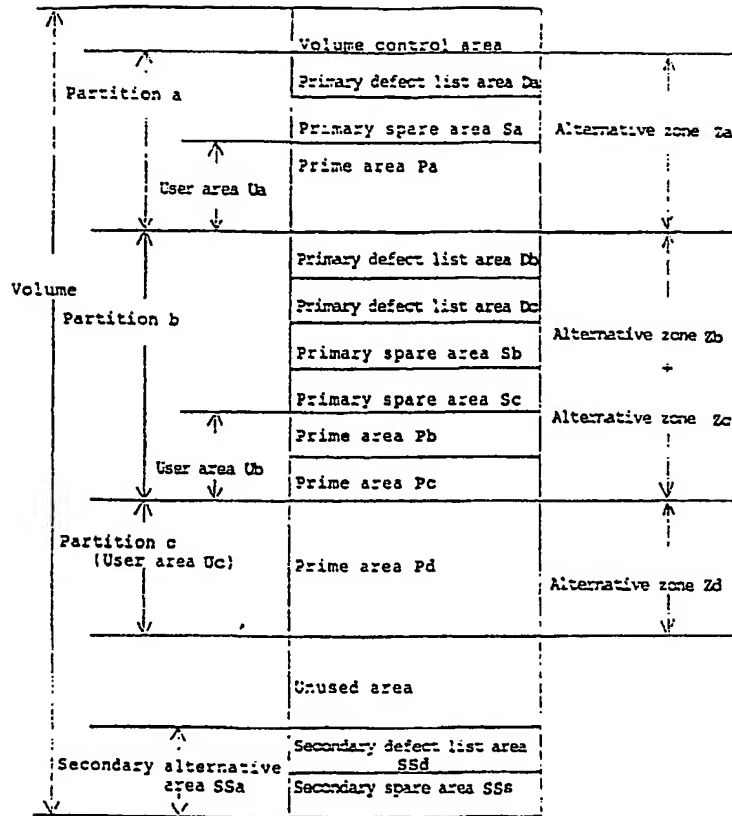 Volume control area
Primary defect list area Da
Partition a
Primary spare area Sa
Alternative zone Za
Prime area Pa
User area Ua
Primary defect list area Db
Volume
Primary defect list area Dc
Partition b
Alternative zone Zb
Primary spare area Sb
+
Primary spare area Sc
Alternative zone Zc
Prime area Pb
User area Ub
Prime area Pc
Partition c
(User area Uc)
Prime area Pd
Alternative zone Zd
Unused area
Secondary defect list area
SSd
Secondary alternative
area SSa
Secondary spare area SSs